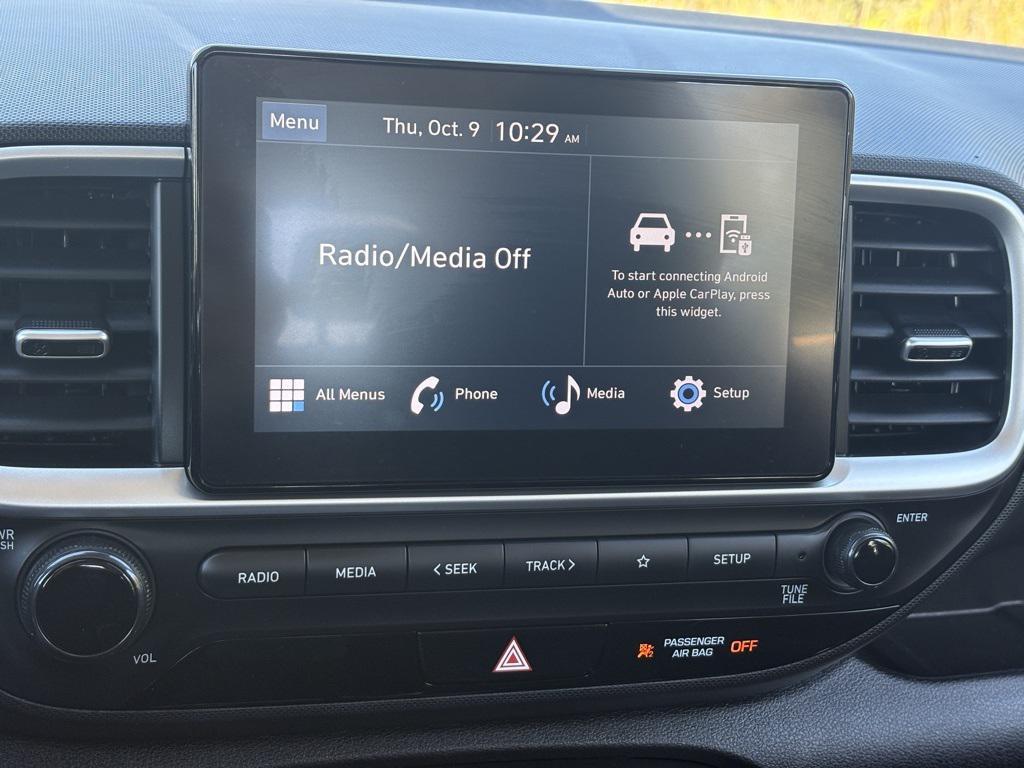 Menu
Thu, Oct. 9 10:29 AM
Radio/Media Off
To start connecting Android
Auto or Apple CarPlay, press
this widget.
All Menus Phone Media Setup
ENTER
RADIO MEDIA < SEEK TRACK > ☆ SETUP
TUNE
FILE
VOL
PASSENGER
AIR BAG OFF